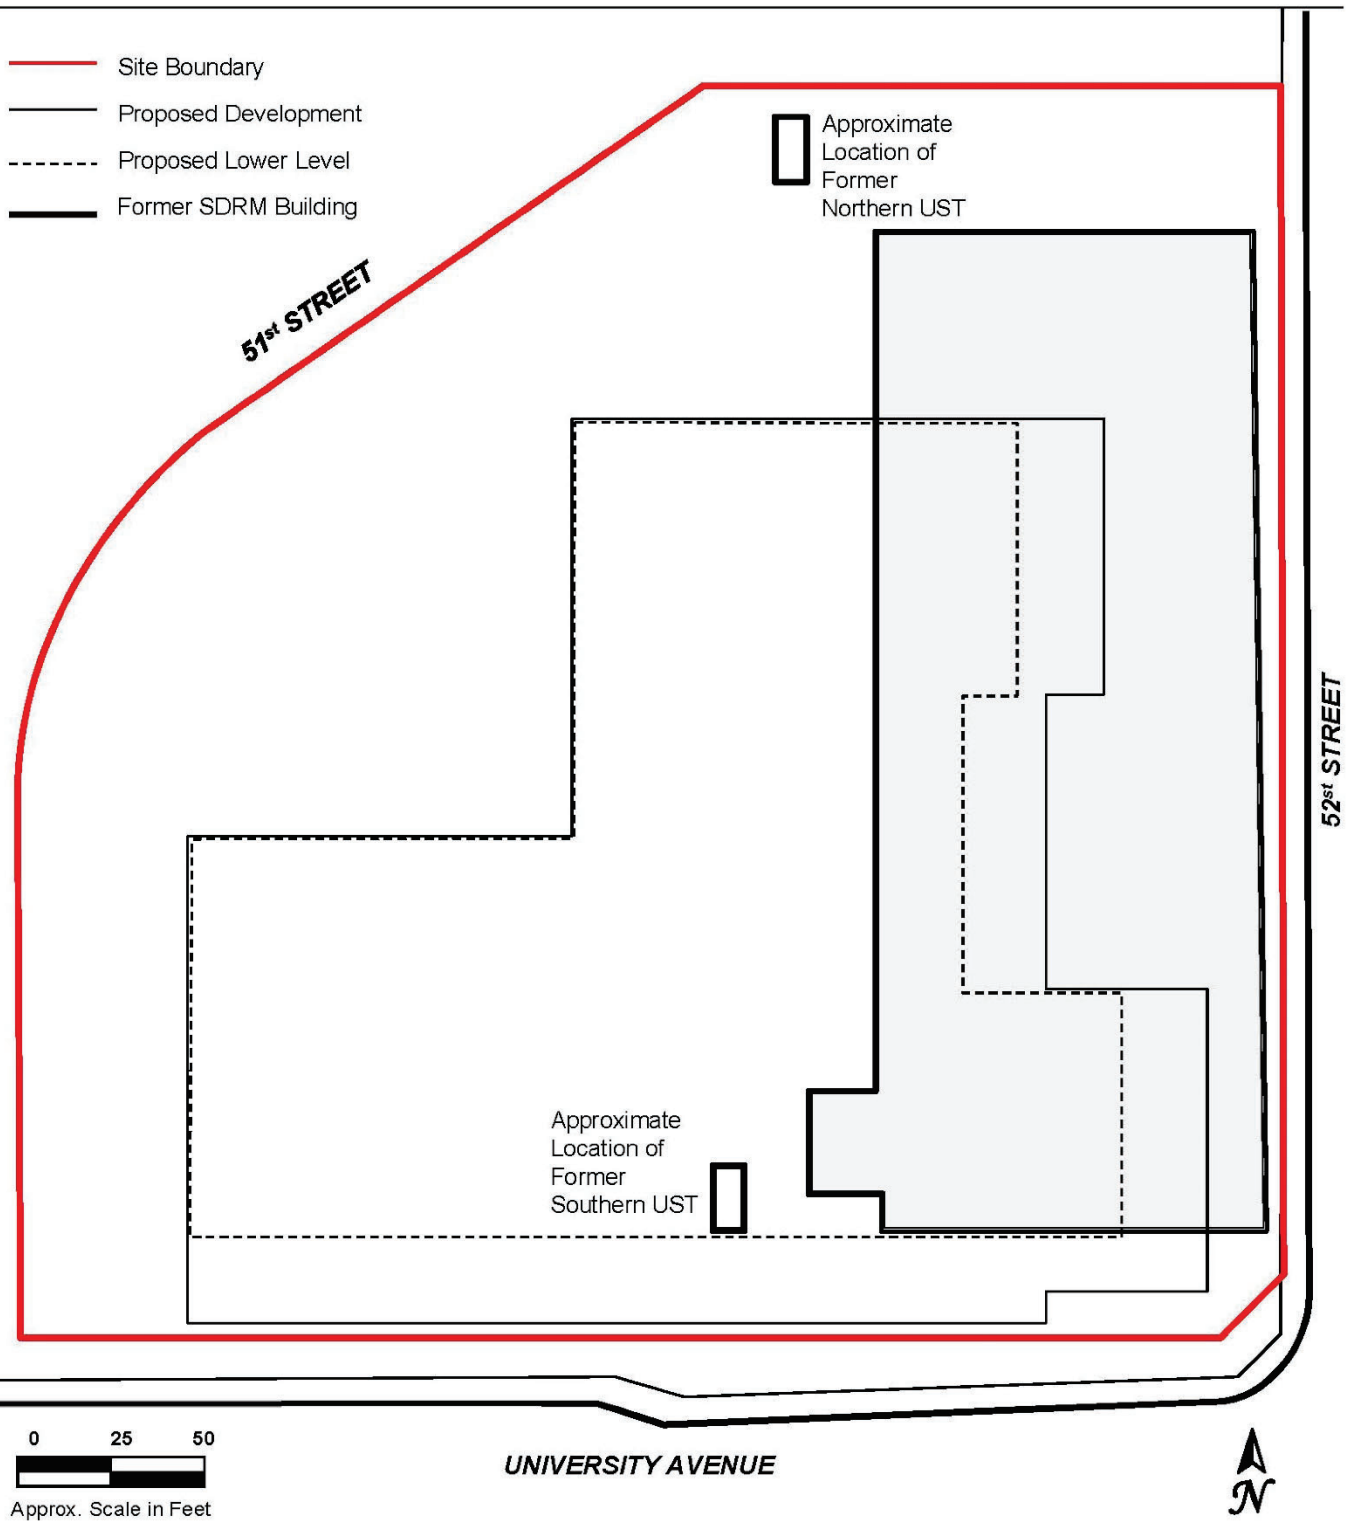 Site Boundary
Proposed Development
Proposed Lower Level
Former SDRM Building
Approximate
Location of
Former
Northern UST
51st STREET
52st STREET
Approximate
Location of
Former
Southern UST
0 25 50
Approx. Scale in Feet
UNIVERSITY AVENUE
N